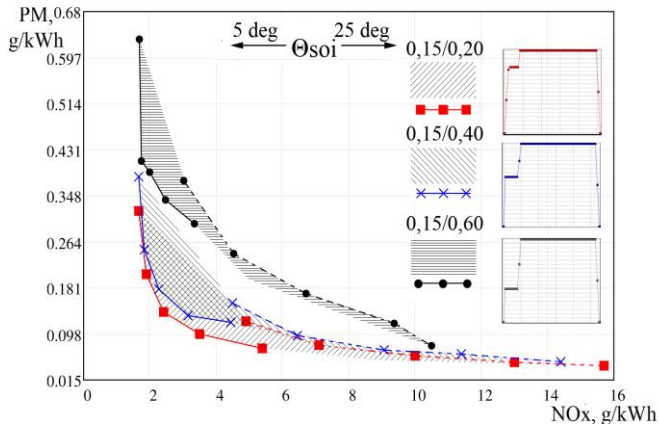 PM,
g/kWh
0.68
0.597
0.514
0.431
0.348
0.264
0.181
0.098
0.015
5 deg
25 deg
Θsoi
0,15/0,20
0,15/0,40
0,15/0,60
0 2 4 6 8 10 12 14 16
NOx, g/kWh